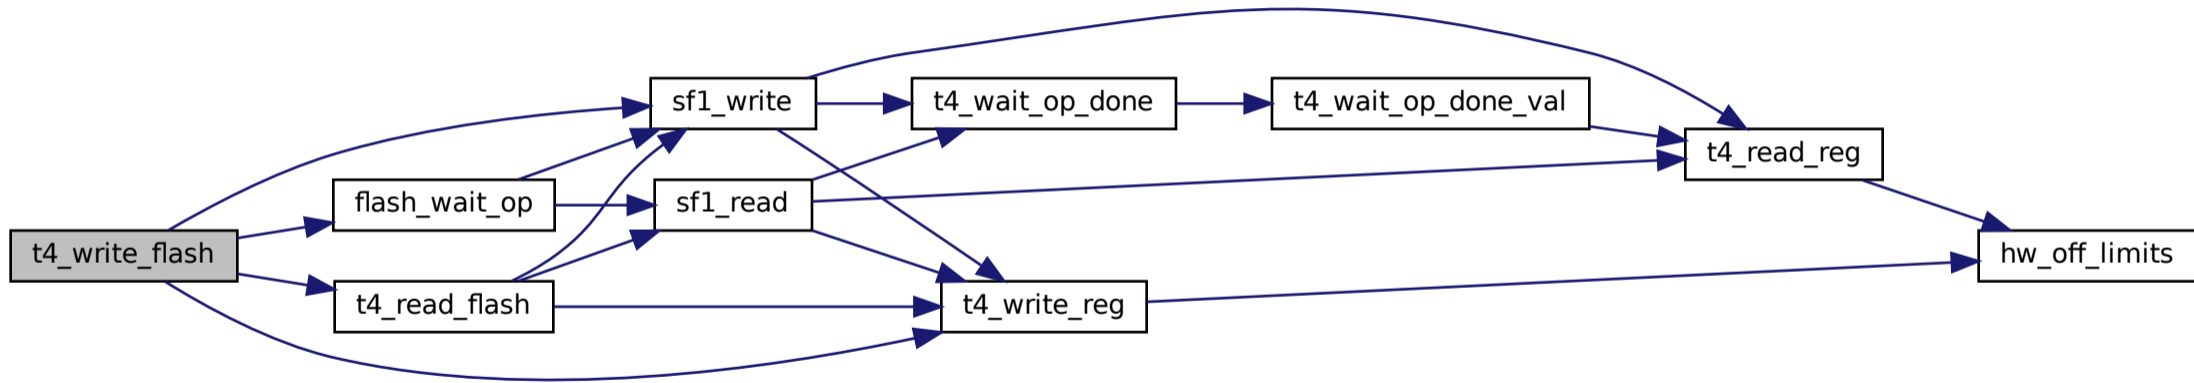 t4_write_flash
flash_wait_op
t4_read_flash
sf1_write
sf1_read
t4_wait_op_done
t4_write_reg
t4_wait_op_done_val
t4_read_reg
hw_off_limits